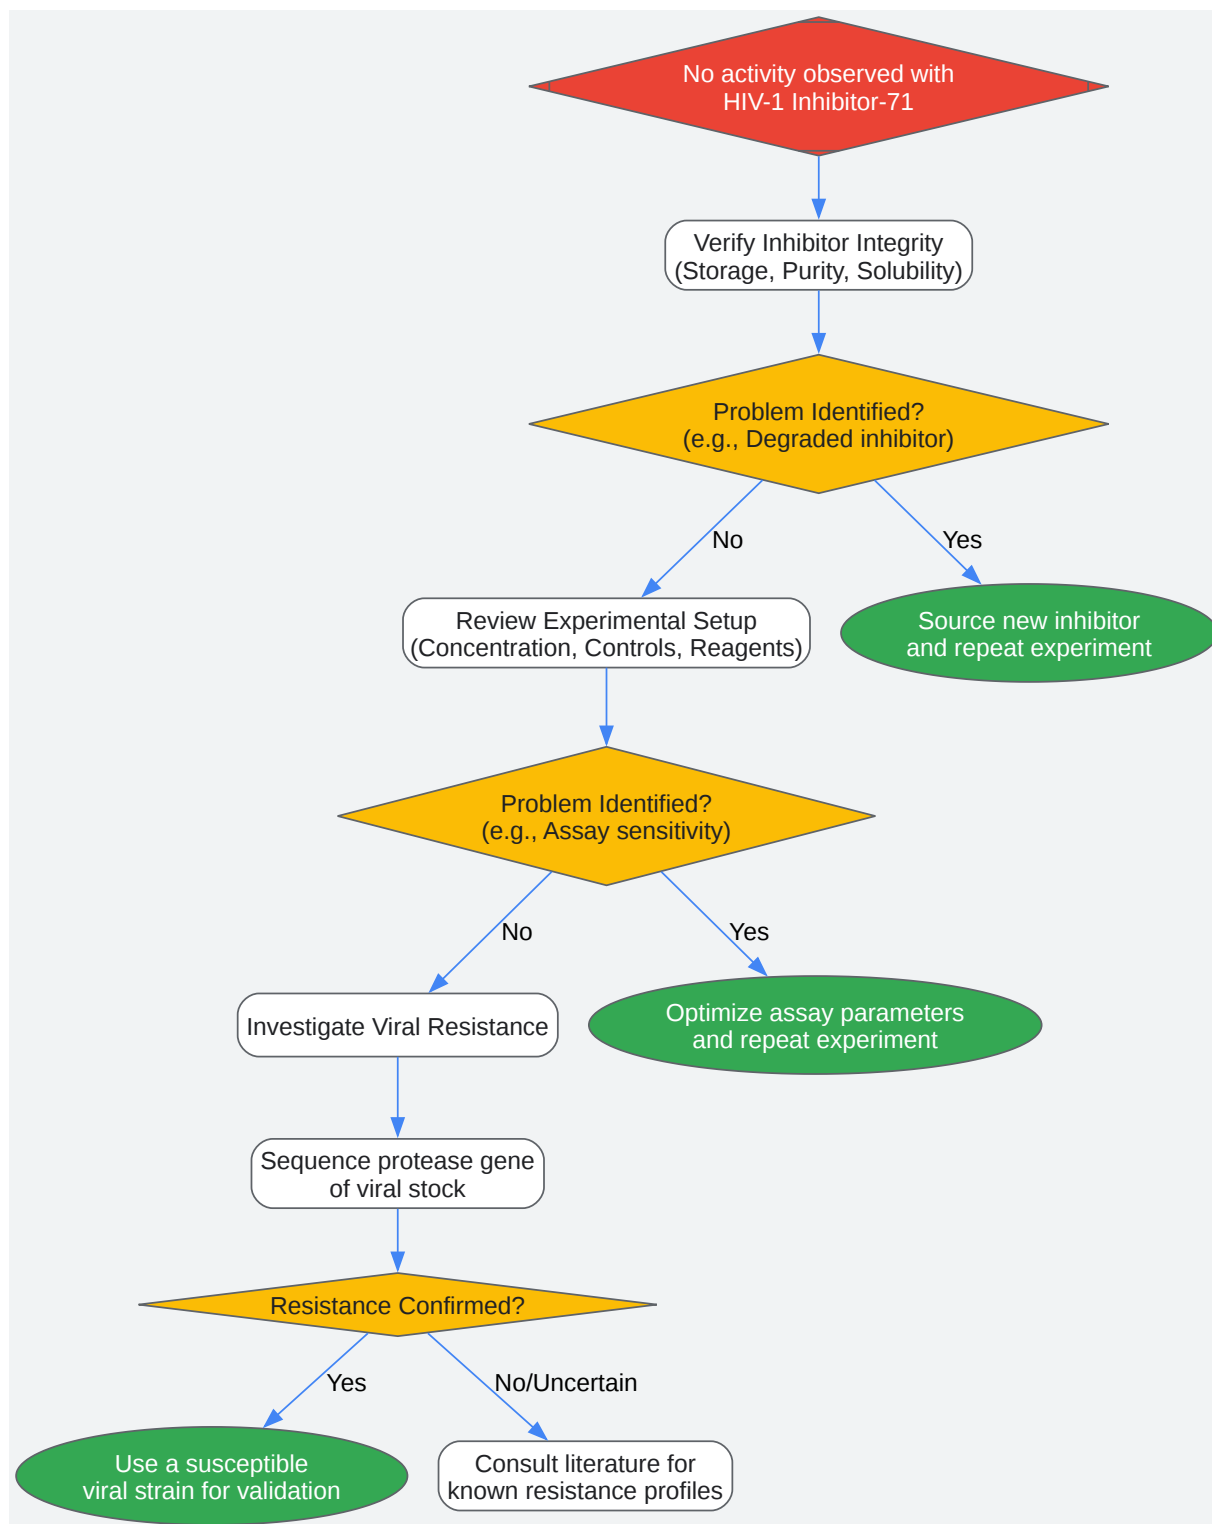 No activity observed with
HIV-1 Inhibitor-71
Verify Inhibitor Integrity
(Storage, Purity, Solubility)
Problem Identified?
(e.g., Degraded inhibitor)
No
Yes
Review Experimental Setup
(Concentration, Controls, Reagents)
Source new inhibitor
and repeat experiment
Problem Identified?
(e.g., Assay sensitivity)
No
Yes
Investigate Viral Resistance
Optimize assay parameters
and repeat experiment
Sequence protease gene
of viral stock
Resistance Confirmed?
Yes
No/Uncertain
Use a susceptible
viral strain for validation
Consult literature for
known resistance profiles